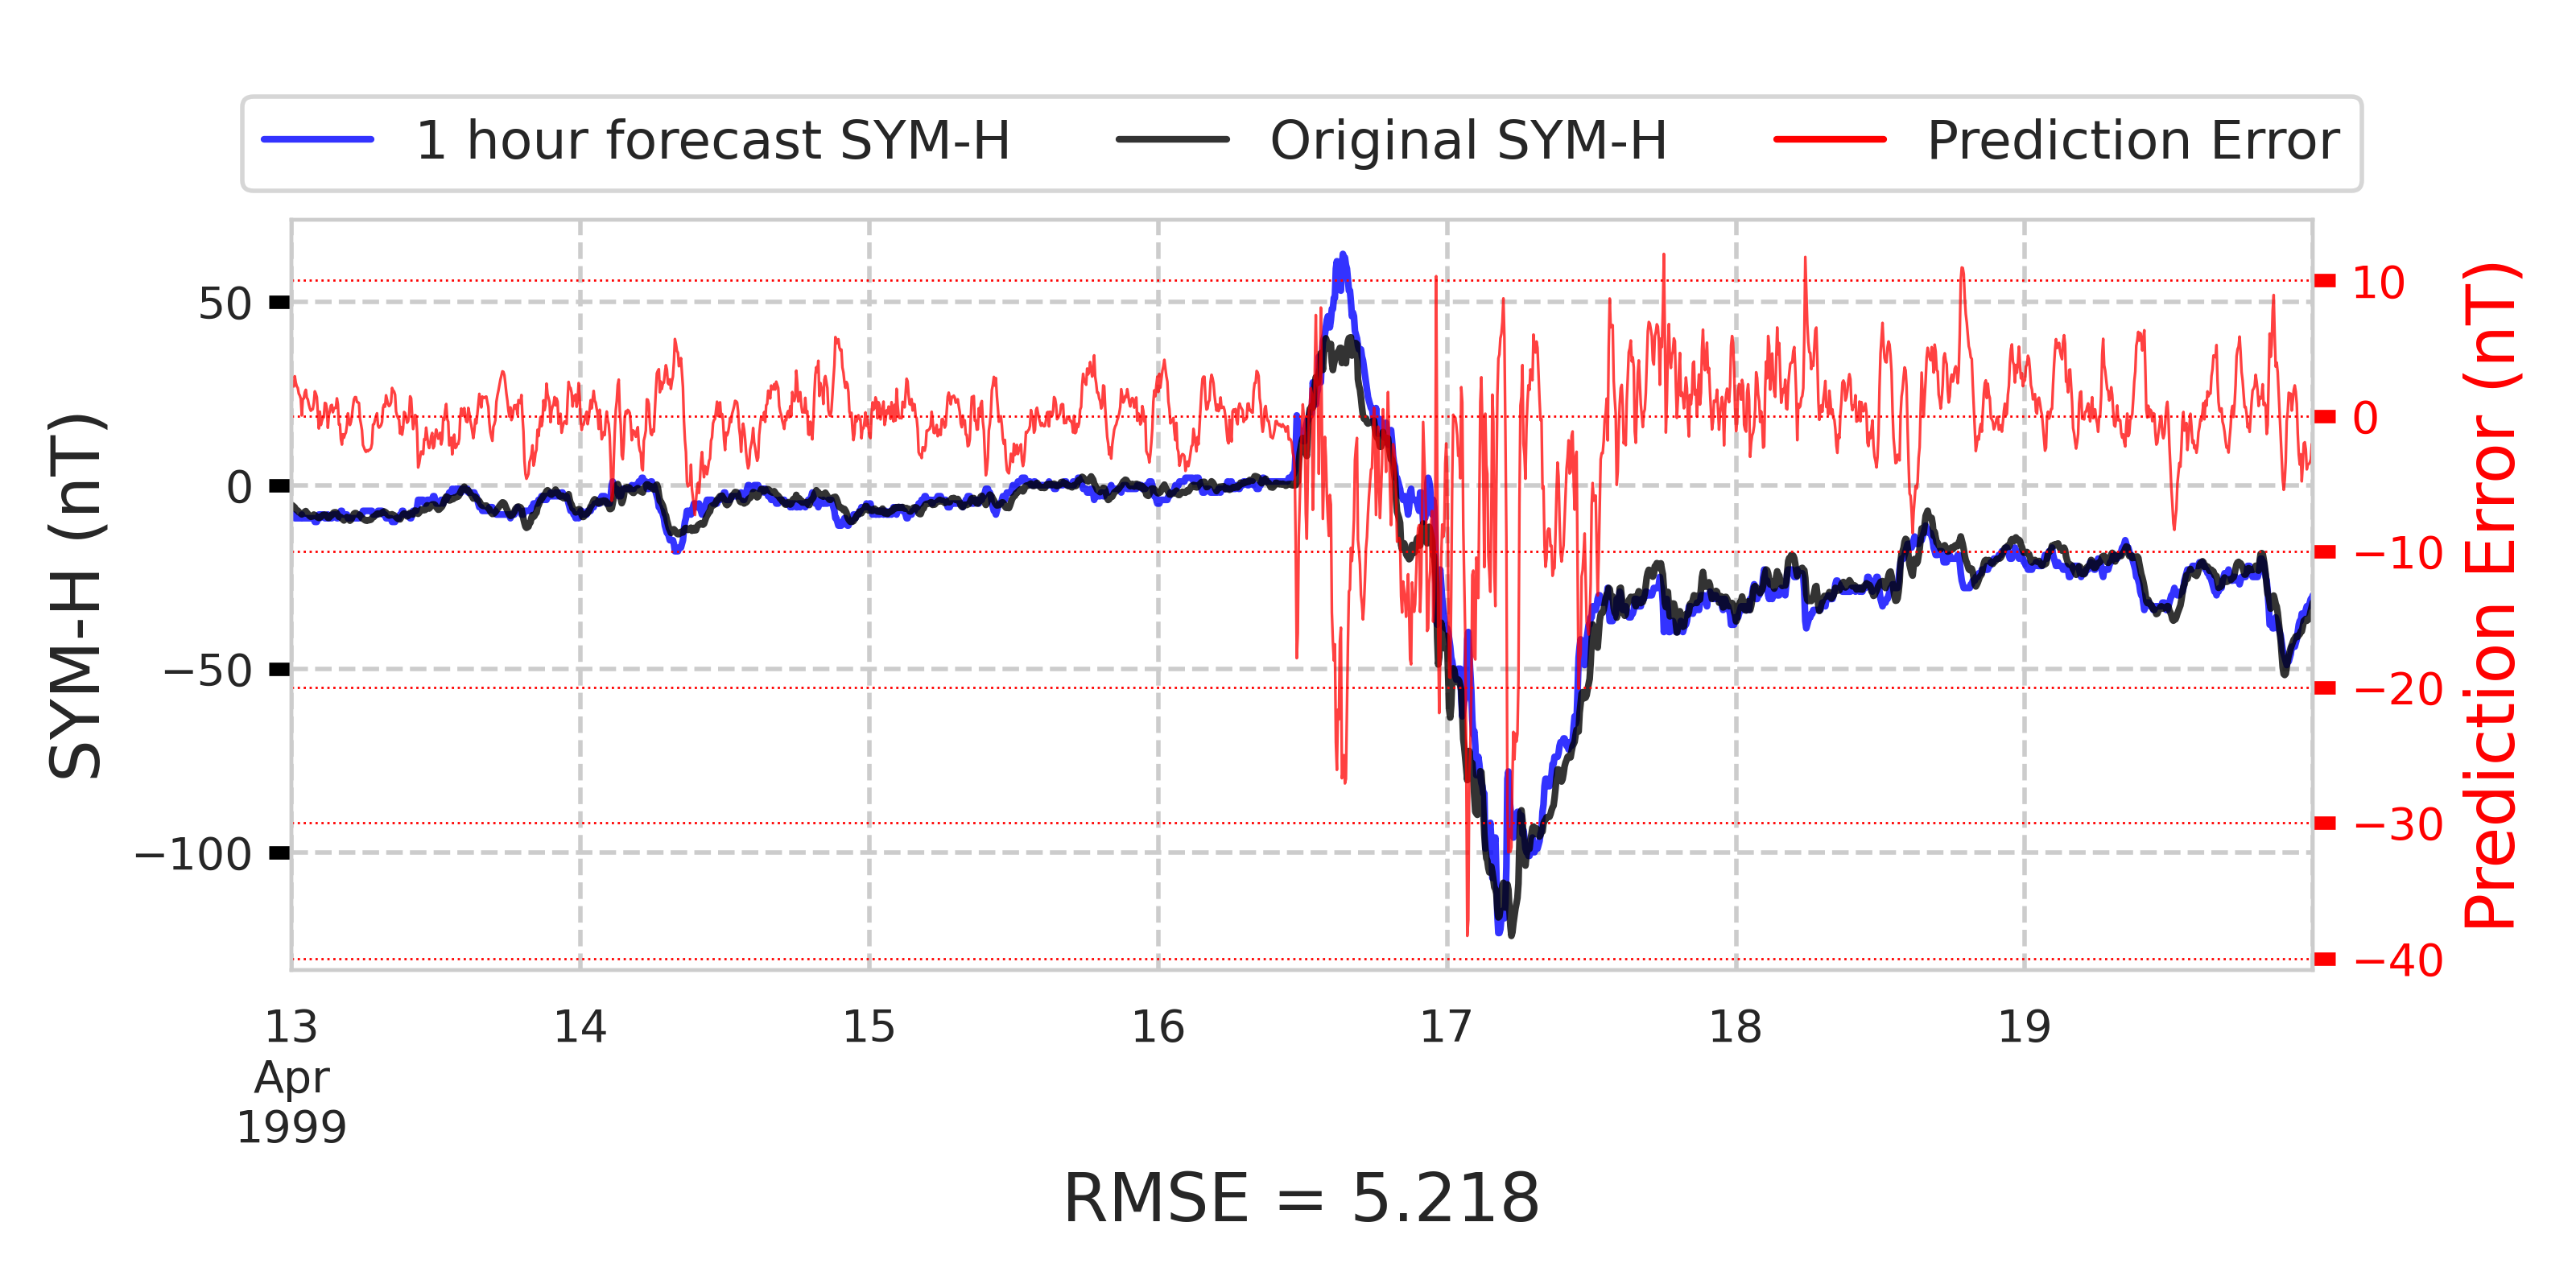 1 hour forecast SYM-H
Original SYM-H
Prediction Error
SYM-H (nT)
50
0
−50
−100
10
0
−10
−20
−30
−40
Prediction Error (nT)
13
14
15
16
17
18
19
Apr
1999
RMSE = 5.218